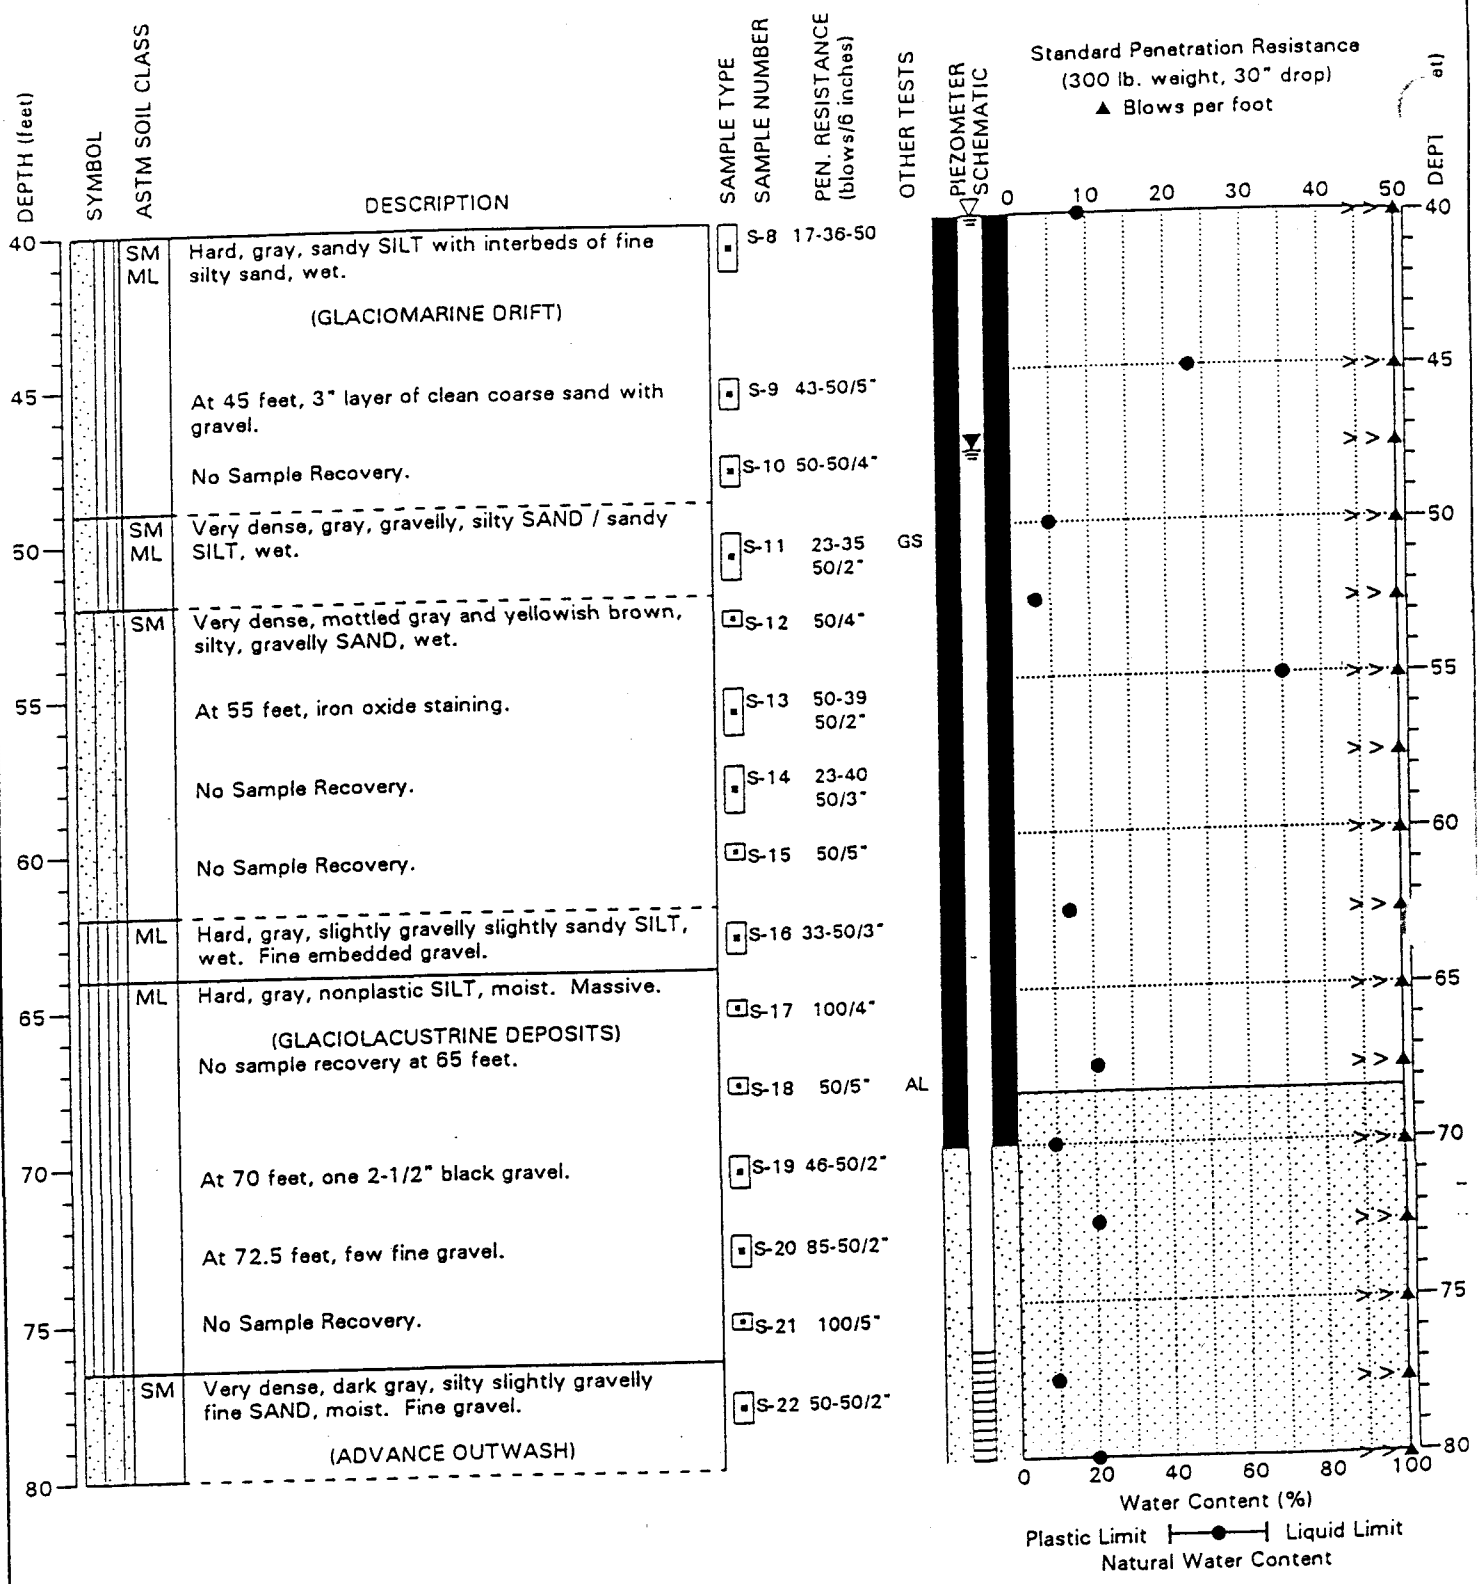 DEPTH (feet)
SYMBOL
ASTM SOIL CLASS
DESCRIPTION
SAMPLE TYPE
SAMPLE NUMBER
PEN. RESISTANCE
(blows/6 inches)
OTHER TESTS
PIEZOMETER
SCHEMATIC
Standard Penetration Resistance
(300 lb. weight, 30" drop)
▲ Blows per foot
DEPT
et)
0 10 20 30 40 50
40
SM Hard, gray, sandy SILT with interbeds of fine
ML silty sand, wet.
S-8 17-36-50
>> 40
(GLACIOMARINE DRIFT)
45
At 45 feet, 3" layer of clean coarse sand with
gravel.
S-9 43-50/5"
>> 45
No Sample Recovery.
S-10 50-50/4"
>>
SM Very dense, gray, gravelly, silty SAND / sandy
50 ML SILT, wet.
S-11 23-35
50/2"
GS
>> 50
SM Very dense, mottled gray and yellowish brown,
silty, gravelly SAND, wet.
S-12 50/4"
>>
55 At 55 feet, iron oxide staining.
S-13 50-39
50/2"
>> 55
No Sample Recovery.
S-14 23-40
50/3"
>>
60 No Sample Recovery.
S-15 50/5"
>> 60
ML Hard, gray, slightly gravelly slightly sandy SILT,
wet. Fine embedded gravel.
S-16 33-50/3"
>>
ML Hard, gray, nonplastic SILT, moist. Massive.
65
S-17 100/4"
>> 65
(GLACIOLACUSTRINE DEPOSITS)
No sample recovery at 65 feet.
S-18 50/5" AL
>>
70 At 70 feet, one 2-1/2" black gravel.
S-19 46-50/2"
>> 70
At 72.5 feet, few fine gravel.
S-20 85-50/2"
>>
75 No Sample Recovery.
S-21 100/5"
>> 75
SM Very dense, dark gray, silty slightly gravelly
fine SAND, moist. Fine gravel.
S-22 50-50/2"
>>
(ADVANCE OUTWASH)
80
>> 80
0 20 40 60 80 100
Water Content (%)
Plastic Limit Liquid Limit
Natural Water Content